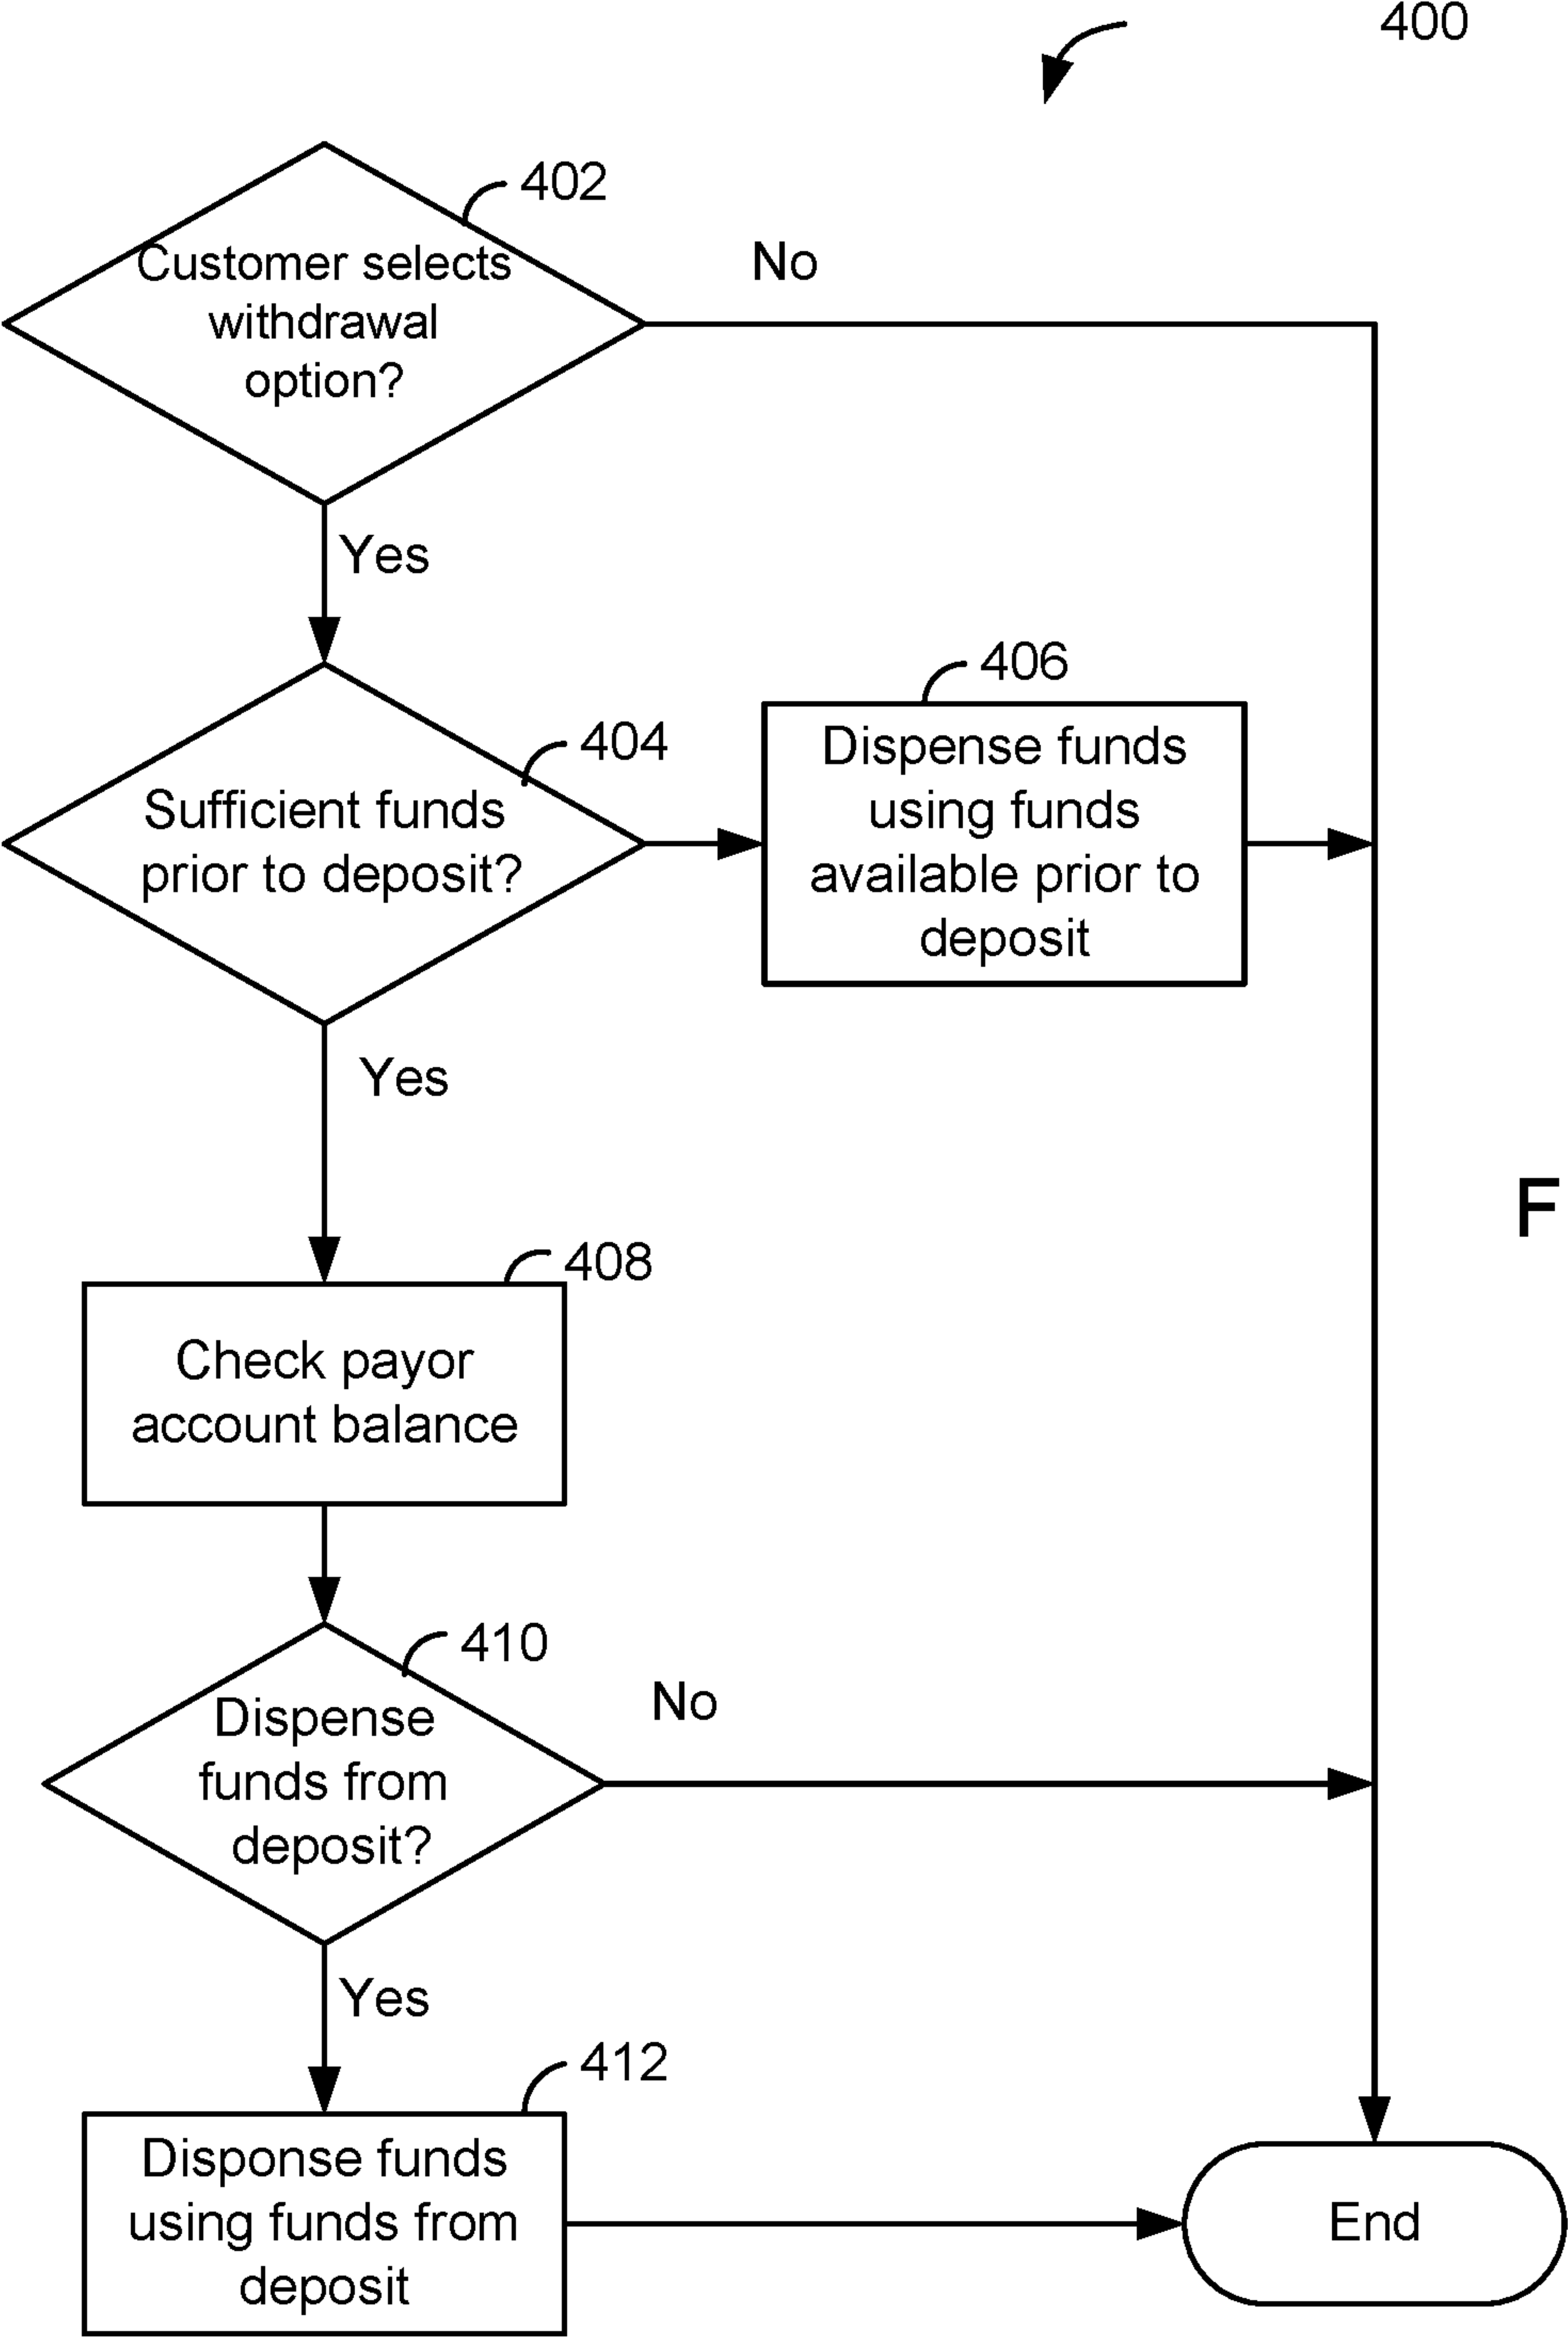 400
402
Customer selects
withdrawal
option?
No
Yes
404
Sufficient funds
prior to deposit?
406
Dispense funds
using funds
available prior to
deposit
Yes
F
408
Check payor
account balance
410
Dispense
funds from
deposit?
No
Yes
412
Disponse funds
using funds from
deposit
End